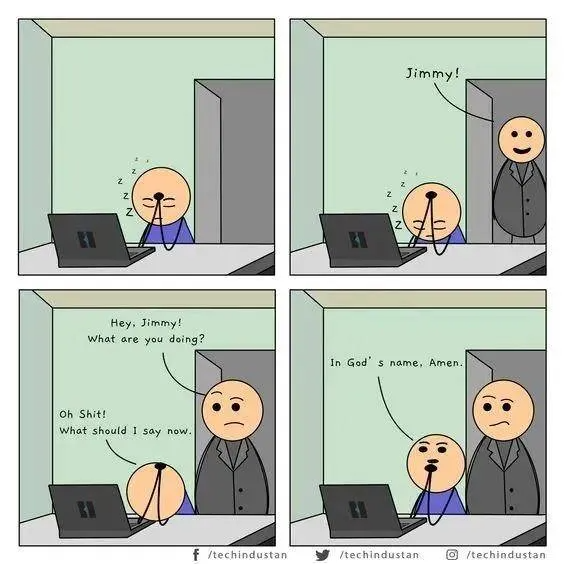 z z z
z
z
z
Z
Jimmy!
z z z
z
z
z
Z
Hey, Jimmy!
What are you doing?
Oh Shit!
What should I say now.
In God's name, Amen.
f /techindustan /techindustan /techindustan